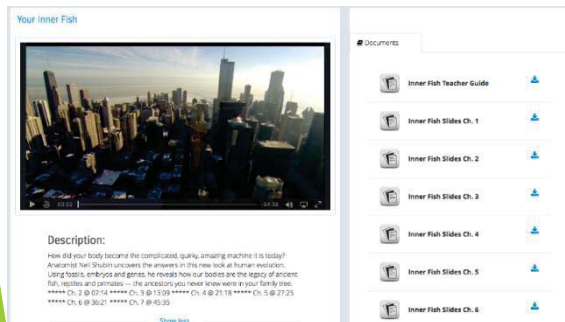 Your Inner Fish
Description:
How did your body become the complicated, quirky, amazing machine it is today?
Anatomist Neil Shubin uncovers the answers in this new look at human evolution.
Using fossils, embryos and genes, he reveals how our bodies are the legacy of ancient
fish, reptiles and primates — the ancestors you never knew were in your family tree.
***** Ch. 2 @ 07:14 ***** Ch. 3 @ 13:09 ***** Ch. 4 @ 21:18 ***** Ch. 5 @ 27:25
***** Ch. 6 @ 36:21 ***** Ch. 7 @ 45:35
Show less
Documents
Inner Fish Teacher Guide
Inner Fish Slides Ch. 1
Inner Fish Slides Ch. 2
Inner Fish Slides Ch. 3
Inner Fish Slides Ch. 4
Inner Fish Slides Ch. 5
Inner Fish Slides Ch. 6